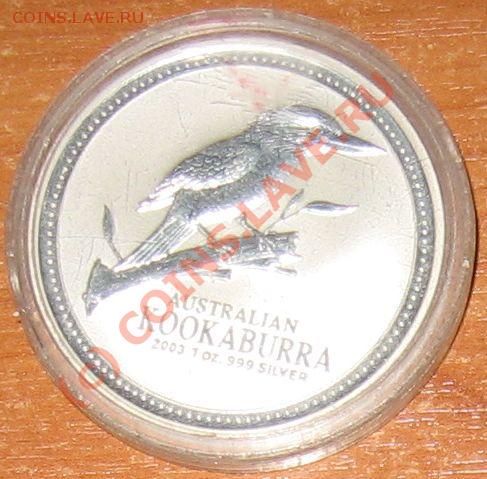 COINS.LAVE.RU
AUSTRALIAN
KOOKABURRA
2003 1 OZ. 999 SILVER
© COINS.LAVE.RU
COINS.LAVE.RU